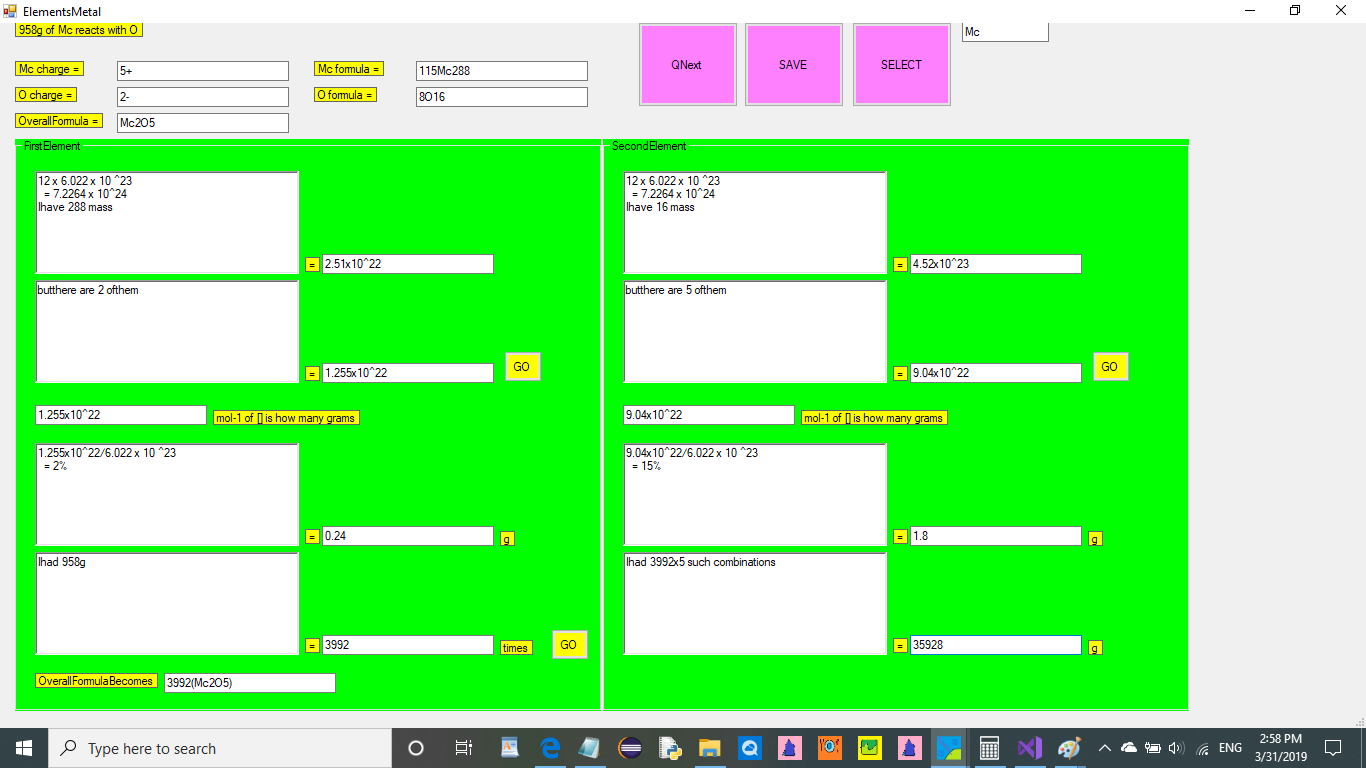 ElementsMetal
958g of Mc reacts with O
Mc
QNext
SAVE
SELECT
Mc charge =
5+
Mc formula =
115Mc288
O charge =
2-
O formula =
8O16
OverallFormula =
Mc2O5
FirstElement
12 x 6.022 x 10 ^23
= 7.2264 x 10^24
Ihave 288 mass
=
2.51x10^22
butthere are 2 ofthem
=
1.255x10^22
GO
1.255x10^22
mol-1 of [] is how many grams
1.255x10^22/6.022 x 10 ^23
= 2%
=
0.24
g
Ihad 958g
=
3992
times
GO
OverallFormulaBecomes
3992(Mc2O5)
SecondElement
12 x 6.022 x 10 ^23
= 7.2264 x 10^24
Ihave 16 mass
=
4.52x10^23
butthere are 5 ofthem
=
9.04x10^22
GO
9.04x10^22
mol-1 of [] is how many grams
9.04x10^22/6.022 x 10 ^23
= 15%
=
1.8
g
Ihad 3992x5 such combinations
=
35928
g
Type here to search
ENG
2:58 PM
3/31/2019